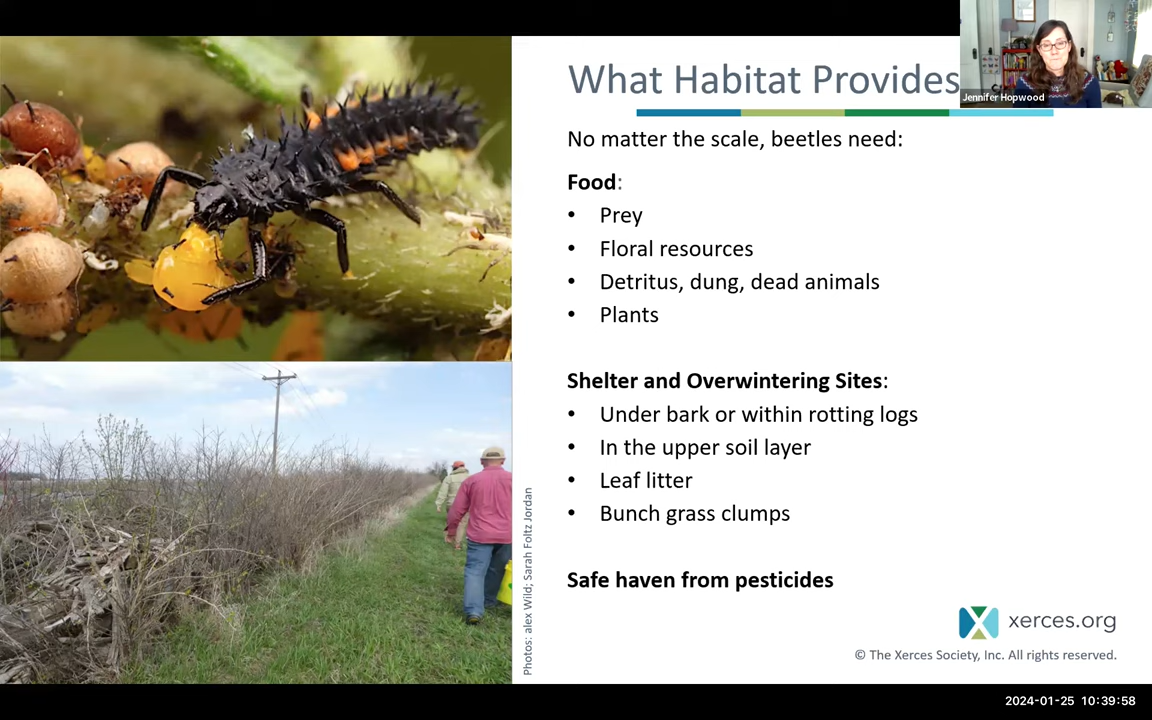 What Habitat Provides
Jennifer Hopwood
No matter the scale, beetles need:
Food:
• Prey
• Floral resources
• Detritus, dung, dead animals
• Plants
Shelter and Overwintering Sites:
• Under bark or within rotting logs
• In the upper soil layer
• Leaf litter
• Bunch grass clumps
Safe haven from pesticides
Photos: alex Wild; Sarah Foltz Jordan
xerces.org
© The Xerces Society, Inc. All rights reserved.
2024-01-25 10:39:58